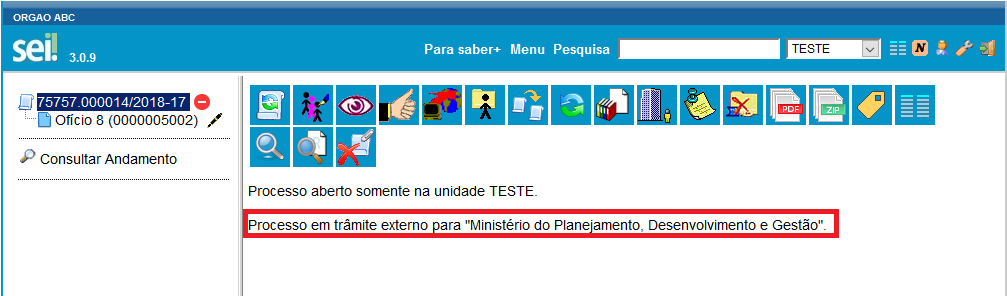 ORGAO ABC
sei! 3.0.9
Para saber+ Menu Pesquisa TESTE
N
75757.000014/2018-17
Ofício 8 (0000005002)
Consultar Andamento
PDF
ZIP
Processo aberto somente na unidade TESTE.
Processo em trâmite externo para "Ministério do Planejamento, Desenvolvimento e Gestão".